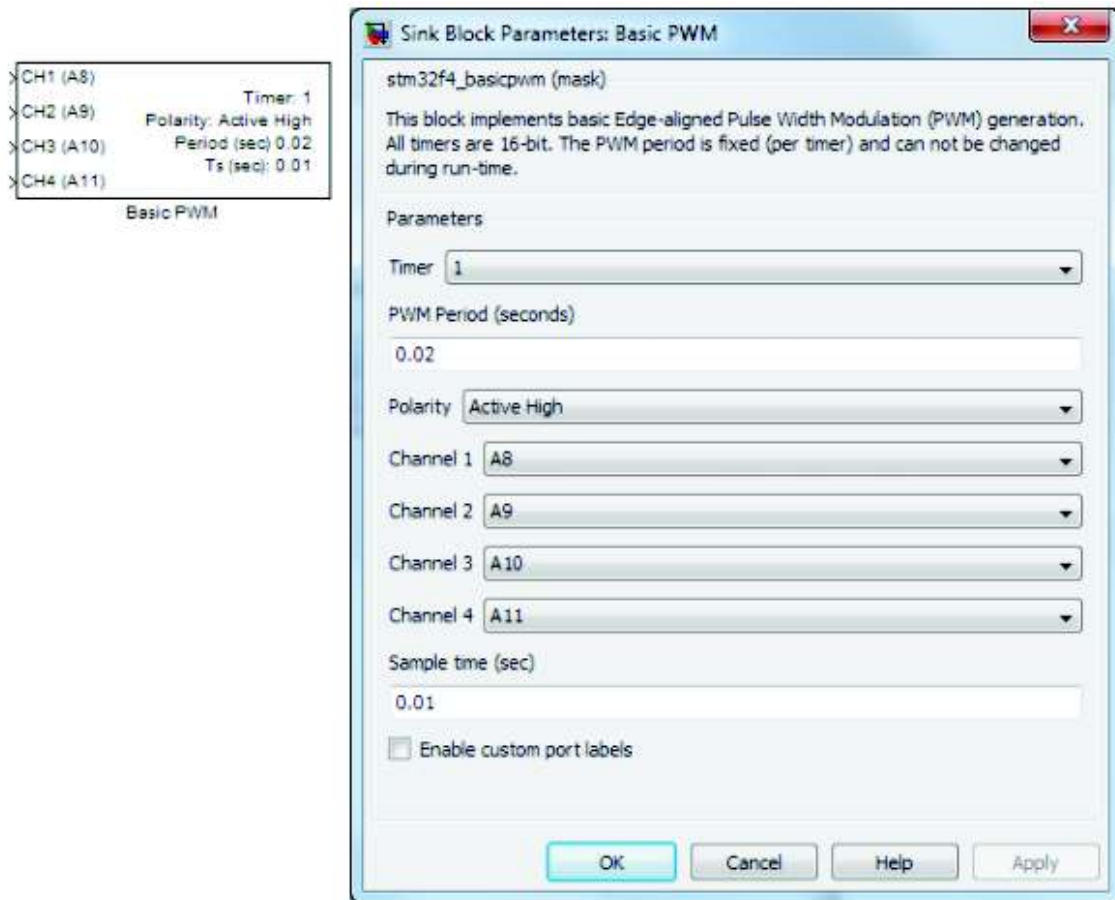 CH1 (A8)
CH2 (A9)
CH3 (A10)
CH4 (A11)
Timer: 1
Polarity: Active High
Period (sec) 0.02
Ts (sec): 0.01
Basic PWM
Sink Block Parameters: Basic PWM
stm32f4_basicpwm (mask)
This block implements basic Edge-aligned Pulse Width Modulation (PWM) generation.
All timers are 16-bit. The PWM period is fixed (per timer) and can not be changed
during run-time.
Parameters
Timer 1
PWM Period (seconds)
0.02
Polarity Active High
Channel 1 A8
Channel 2 A9
Channel 3 A10
Channel 4 A11
Sample time (sec)
0.01
Enable custom port labels
OK Cancel Help Apply